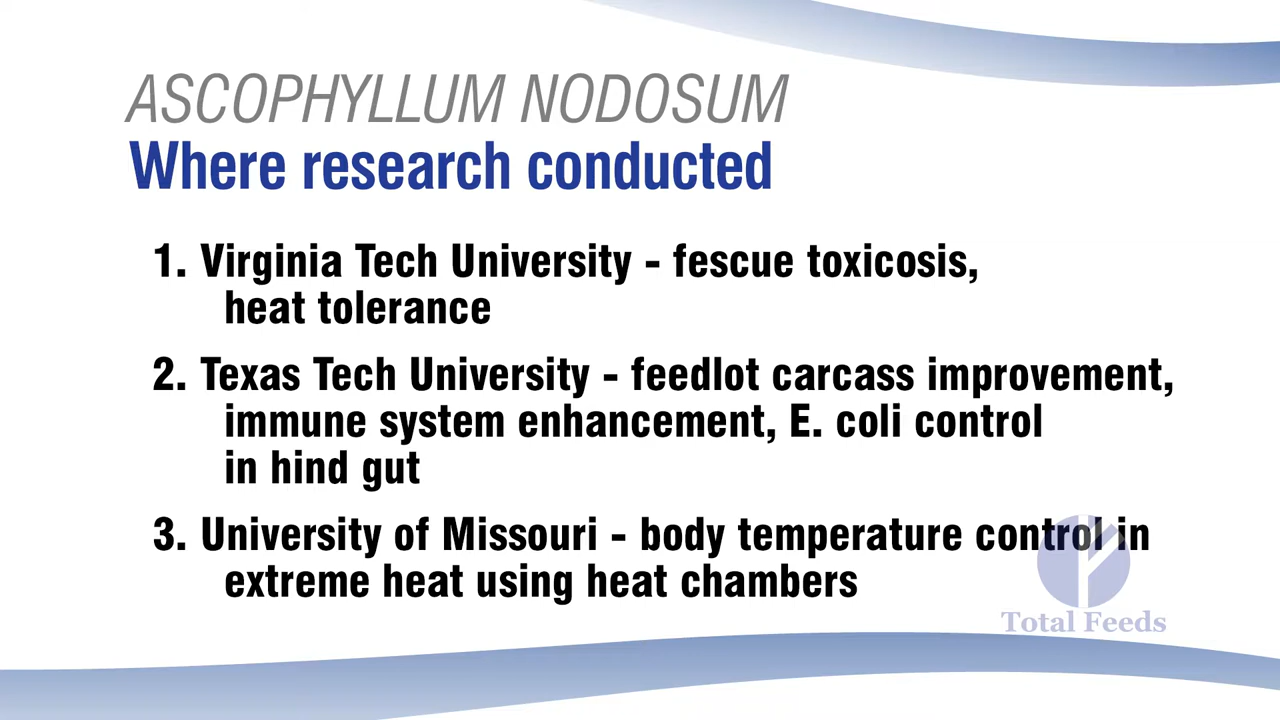 ASCOPHYLLUM NODOSUM
Where research conducted
1. Virginia Tech University - fescue toxicosis,
heat tolerance
2. Texas Tech University - feedlot carcass improvement,
immune system enhancement, E. coli control
in hind gut
3. University of Missouri - body temperature control in
extreme heat using heat chambers
Total Feeds